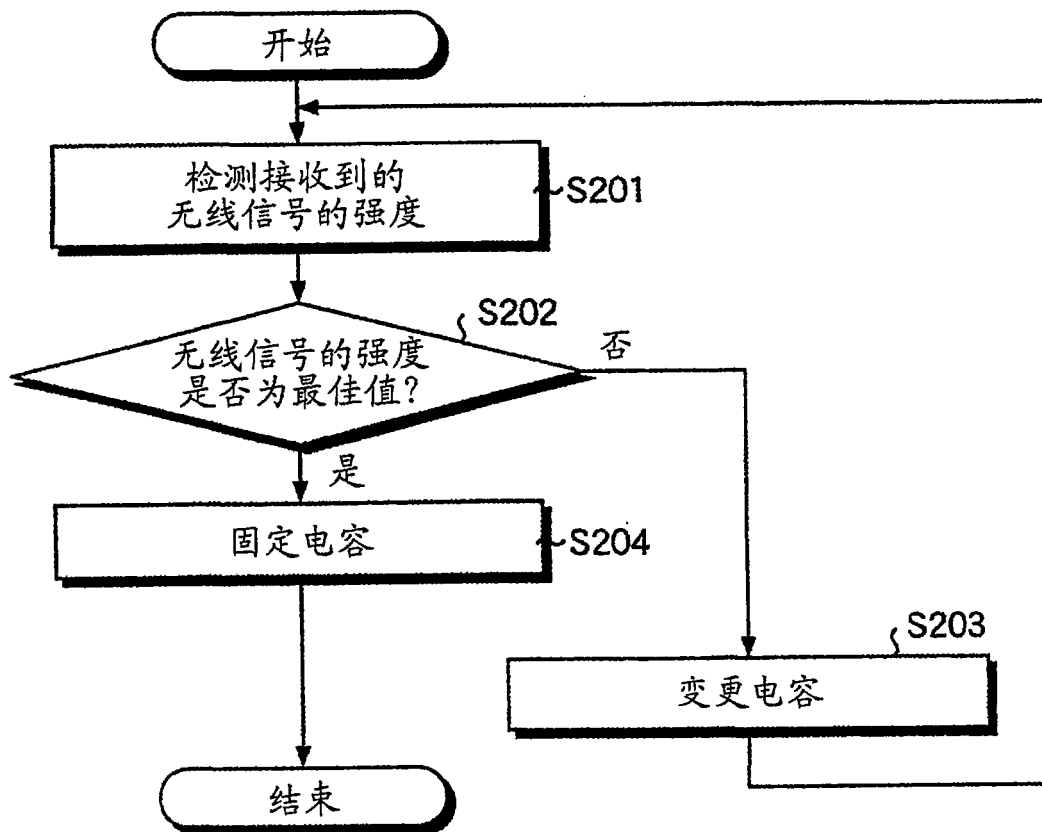 开始
检测接收到的
无线信号的强度
S201
S202
无线信号的强度
是否为最佳值?
否
是
固定电容
S204
S203
变更电容
结束